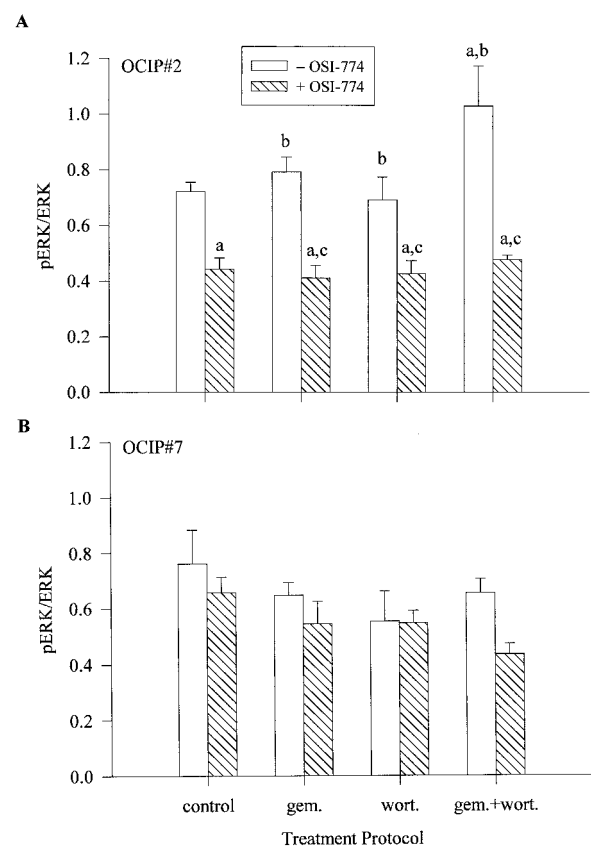 A
OCIP#2
– OSI-774
+ OSI-774
a,b
b
b
a
a,c
a,c
a,c
1.2
1.0
0.8
0.6
0.4
0.2
0.0
pERK/ERK
B
OCIP#7
1.2
1.0
0.8
0.6
0.4
0.2
0.0
pERK/ERK
control gem. wort. gem.+wort.
Treatment Protocol